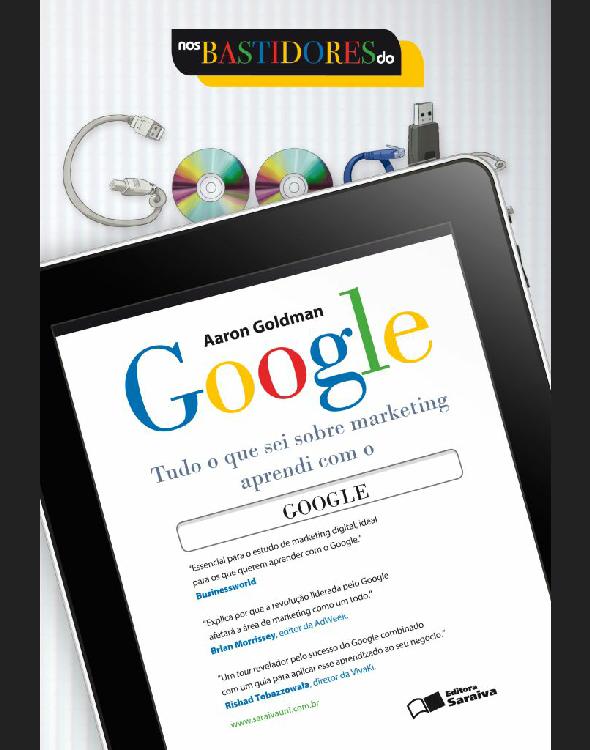 nos BASTIDORES do
Aaron Goldman
Google
Tudo o que sei sobre marketing
aprendi com o
GOOGLE
"Essencial para o estudo de marketing digital, ideal
para os que querem aprender com o Google."
Businessworld
"Explica por que a revolução liderada pelo Google
afetará a área de marketing como um todo."
Brian Morrissey, editor da AdWeek.
"Um tour revelador pelo sucesso do Google combinado
com um guia para aplicar esse aprendizado ao seu negócio."
Rishad Tobaccowala, diretor da VivaKi.
www.saraivauni.com.br
Editora
Saraiva